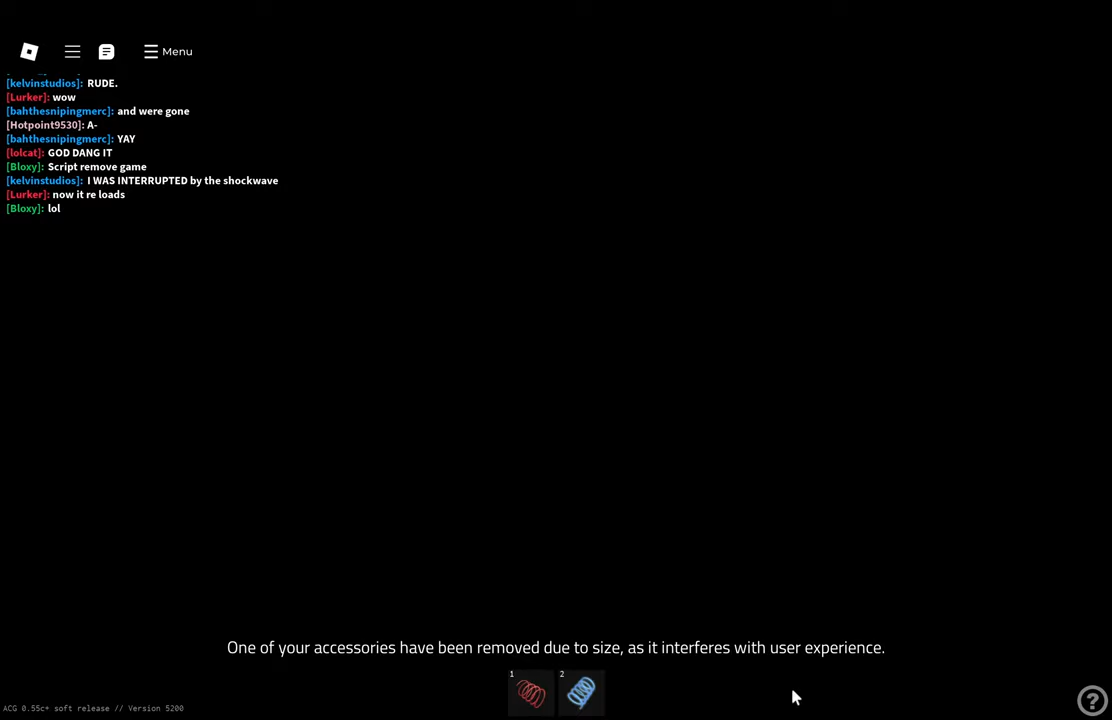 Menu
[kelvinstudios]: RUDE.
[Lurker]: wow
[bahthesnipingmerc]: and were gone
[Hotpoint9530]: A-
[bahthesnipingmerc]: YAY
[lolcat]: GOD DANG IT
[Bloxy]: Script remove game
[kelvinstudios]: I WAS INTERRUPTED by the shockwave
[Lurker]: now it re loads
[Bloxy]: lol
One of your accessories have been removed due to size, as it interferes with user experience.
1 2
ACG 0.55c+ soft release // Version 5200
?